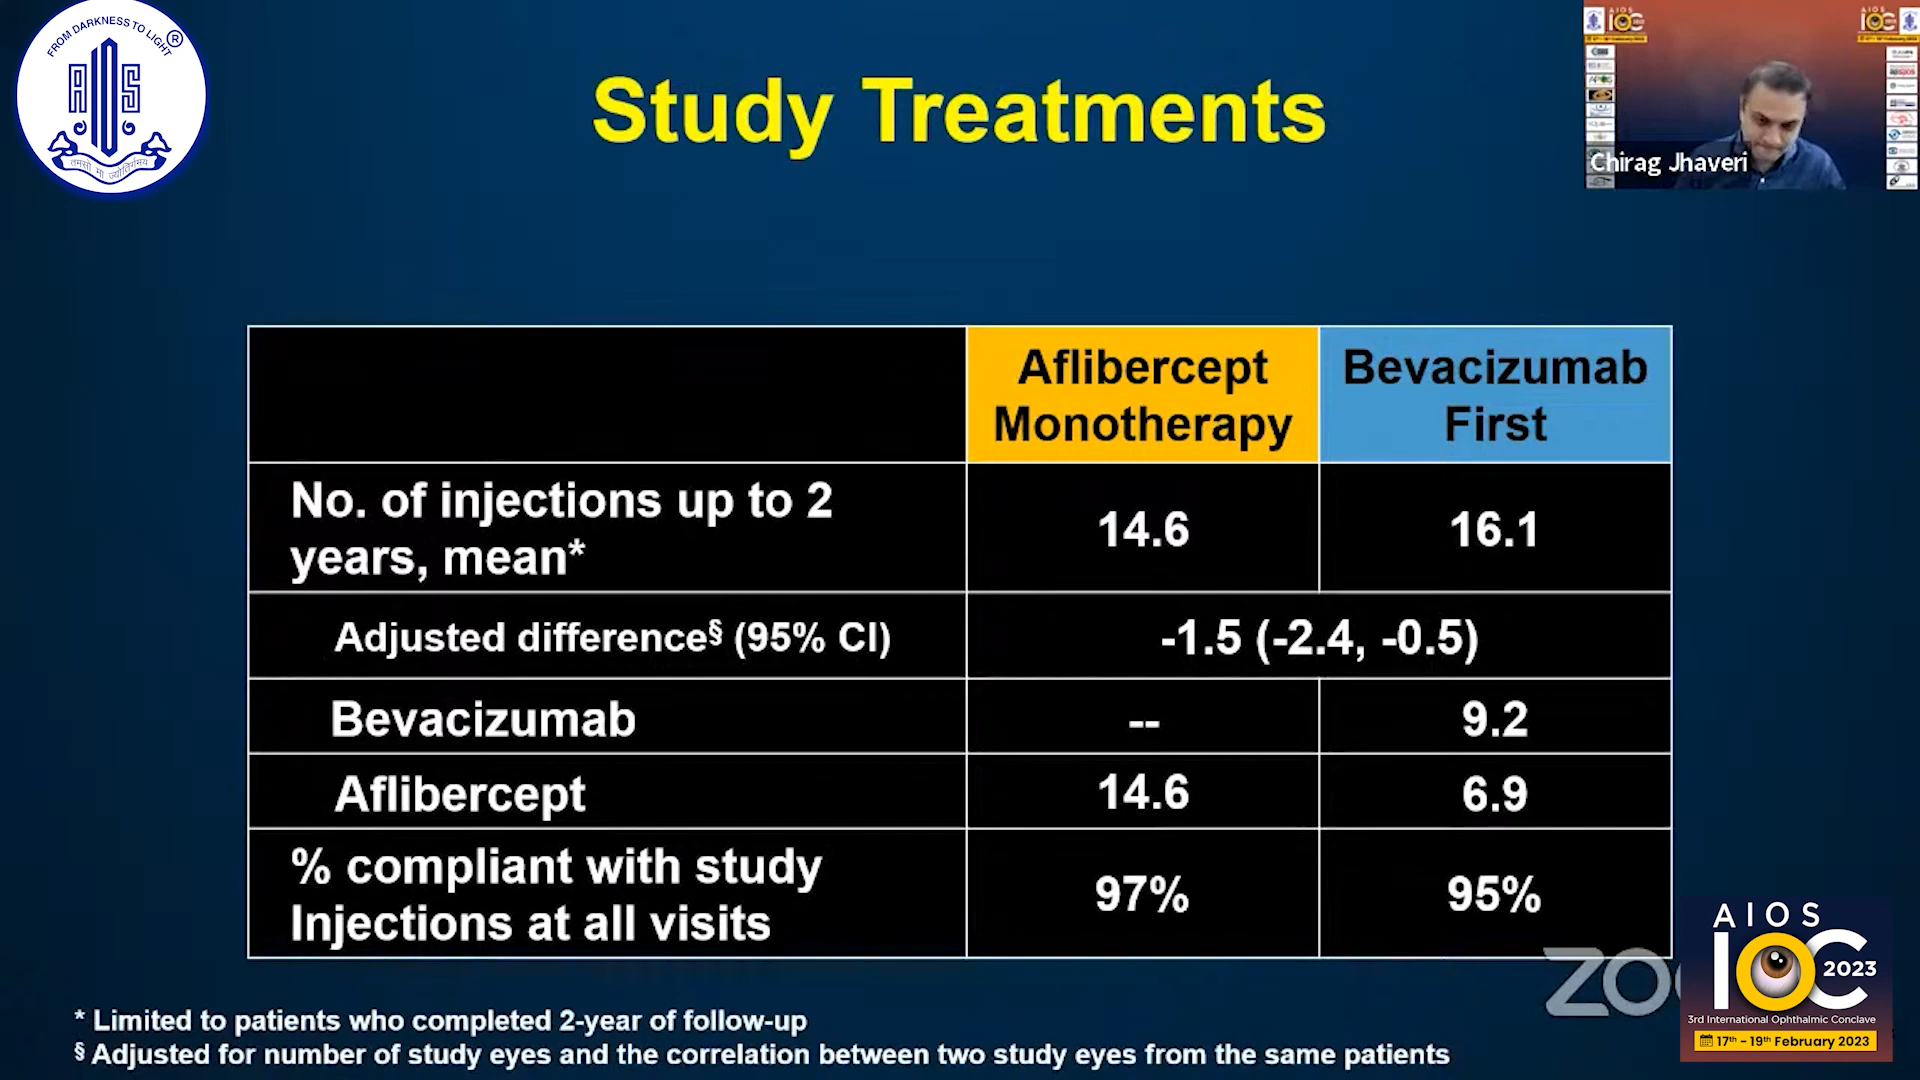 FROM DARKNESS TO LIGHT ®
AIOS
तमसो मा ज्योतिर्गमय
Study Treatments
AIOS
Chirag Jhaveri
Aflibercept
Monotherapy
Bevacizumab
First
No. of injections up to 2
years, mean*
14.6
16.1
Adjusted difference§ (95% CI)
-1.5 (-2.4, -0.5)
Bevacizumab
--
9.2
Aflibercept
14.6
6.9
% compliant with study
Injections at all visits
97%
95%
* Limited to patients who completed 2-year of follow-up
§ Adjusted for number of study eyes and the correlation between two study eyes from the same patients
AIOS
IOC 2023
3rd International Ophthalmic Conclave
17th - 19th February 2023